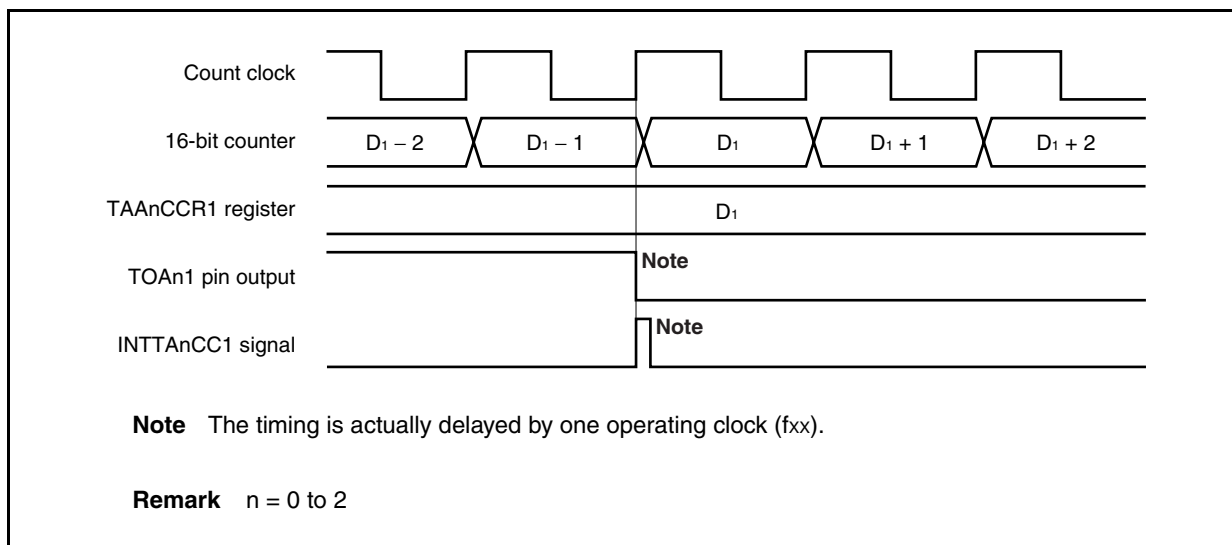 Count clock
16-bit counter
D1 – 2 D1 – 1 D1 D1 + 1 D1 + 2
TAAnCCR1 register
D1
TOAn1 pin output
Note
INTTAnCC1 signal
Note
Note The timing is actually delayed by one operating clock (fxx).
Remark n = 0 to 2